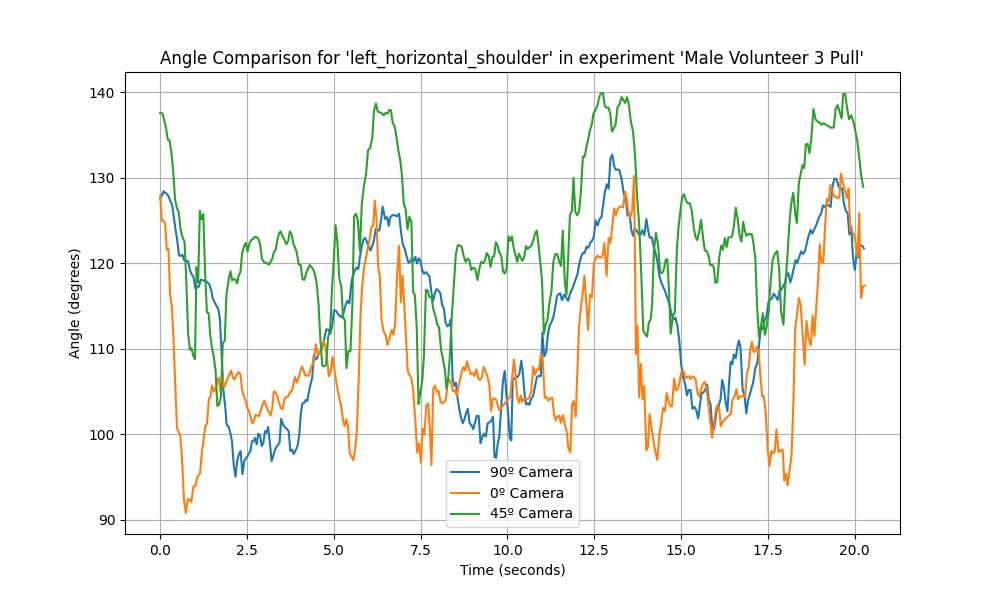 Angle Comparison for 'left_horizontal_shoulder' in experiment 'Male Volunteer 3 Pull'
Angle (degrees)
140
130
120
110
100
90
90º Camera
0º Camera
45º Camera
0.0 2.5 5.0 7.5 10.0 12.5 15.0 17.5 20.0
Time (seconds)